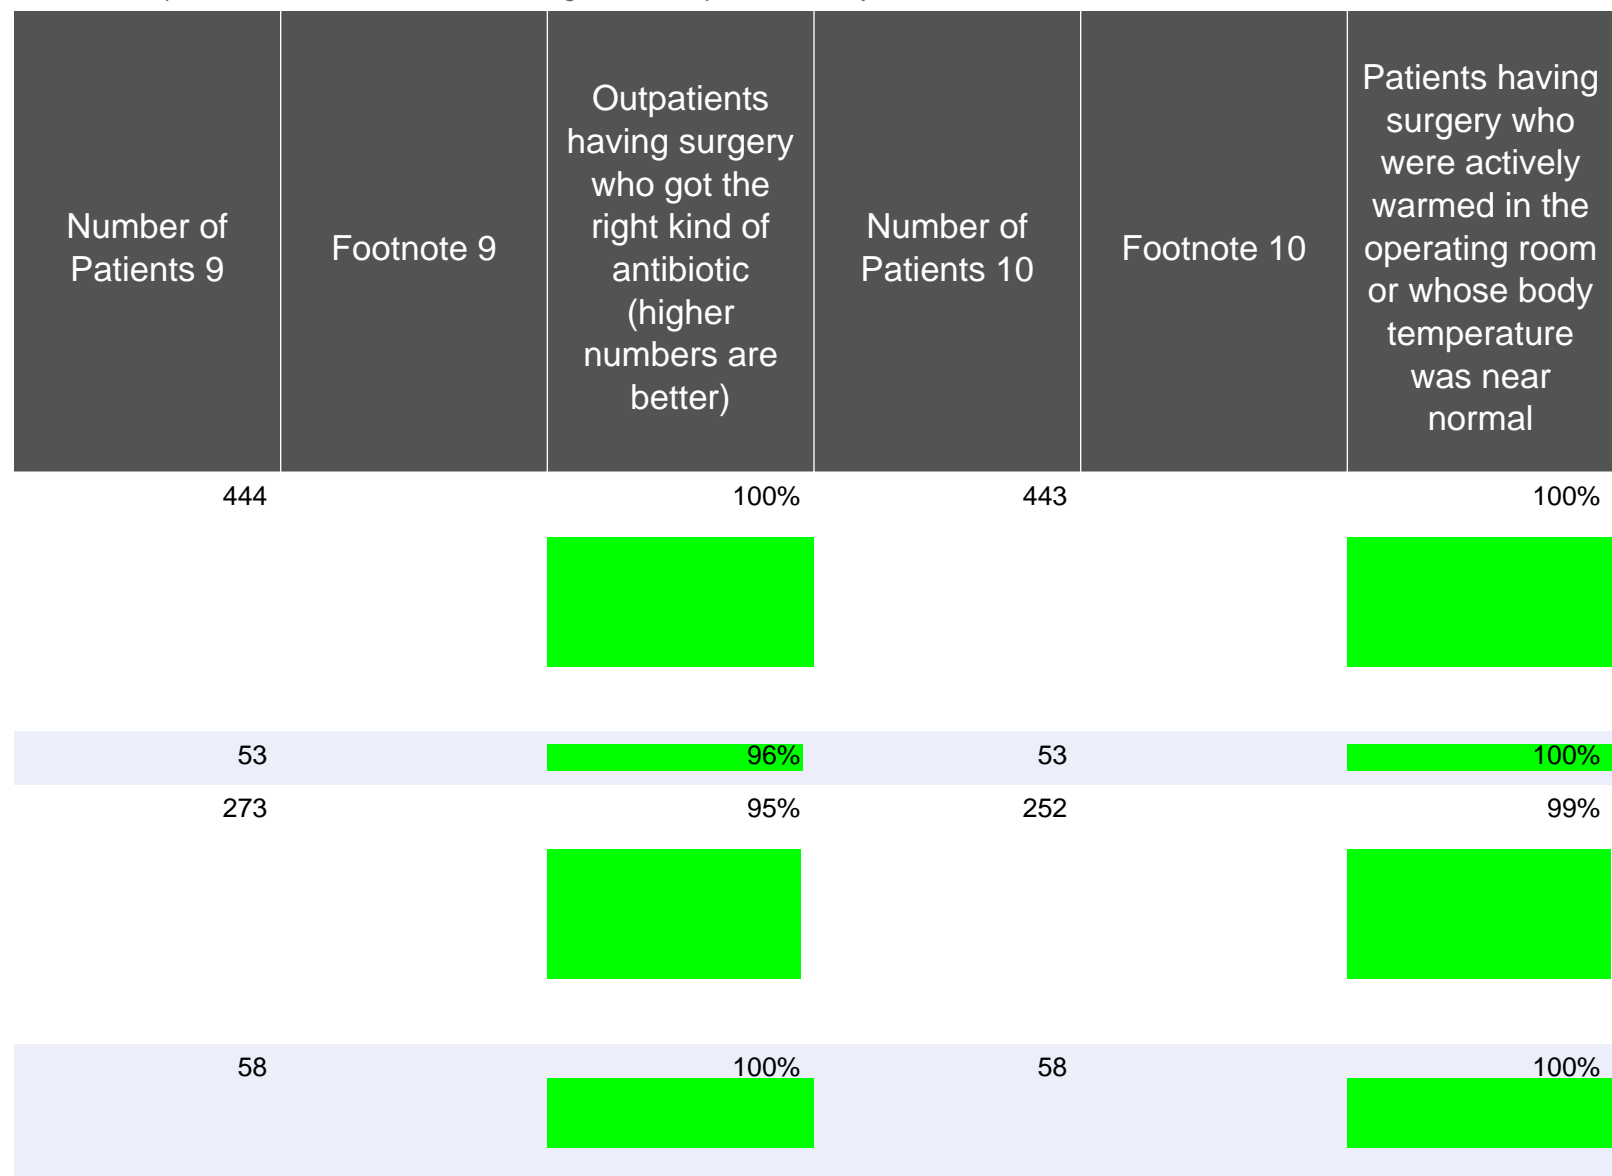 Number of
Patients 9
Footnote 9
Outpatients
having surgery
who got the
right kind of
antibiotic
(higher
numbers are
better)
Number of
Patients 10
Footnote 10
Patients having
surgery who
were actively
warmed in the
operating room
or whose body
temperature
was near
normal
444 100% 443 100%
53 96% 53 100%
273 95% 252 99%
58 100% 58 100%